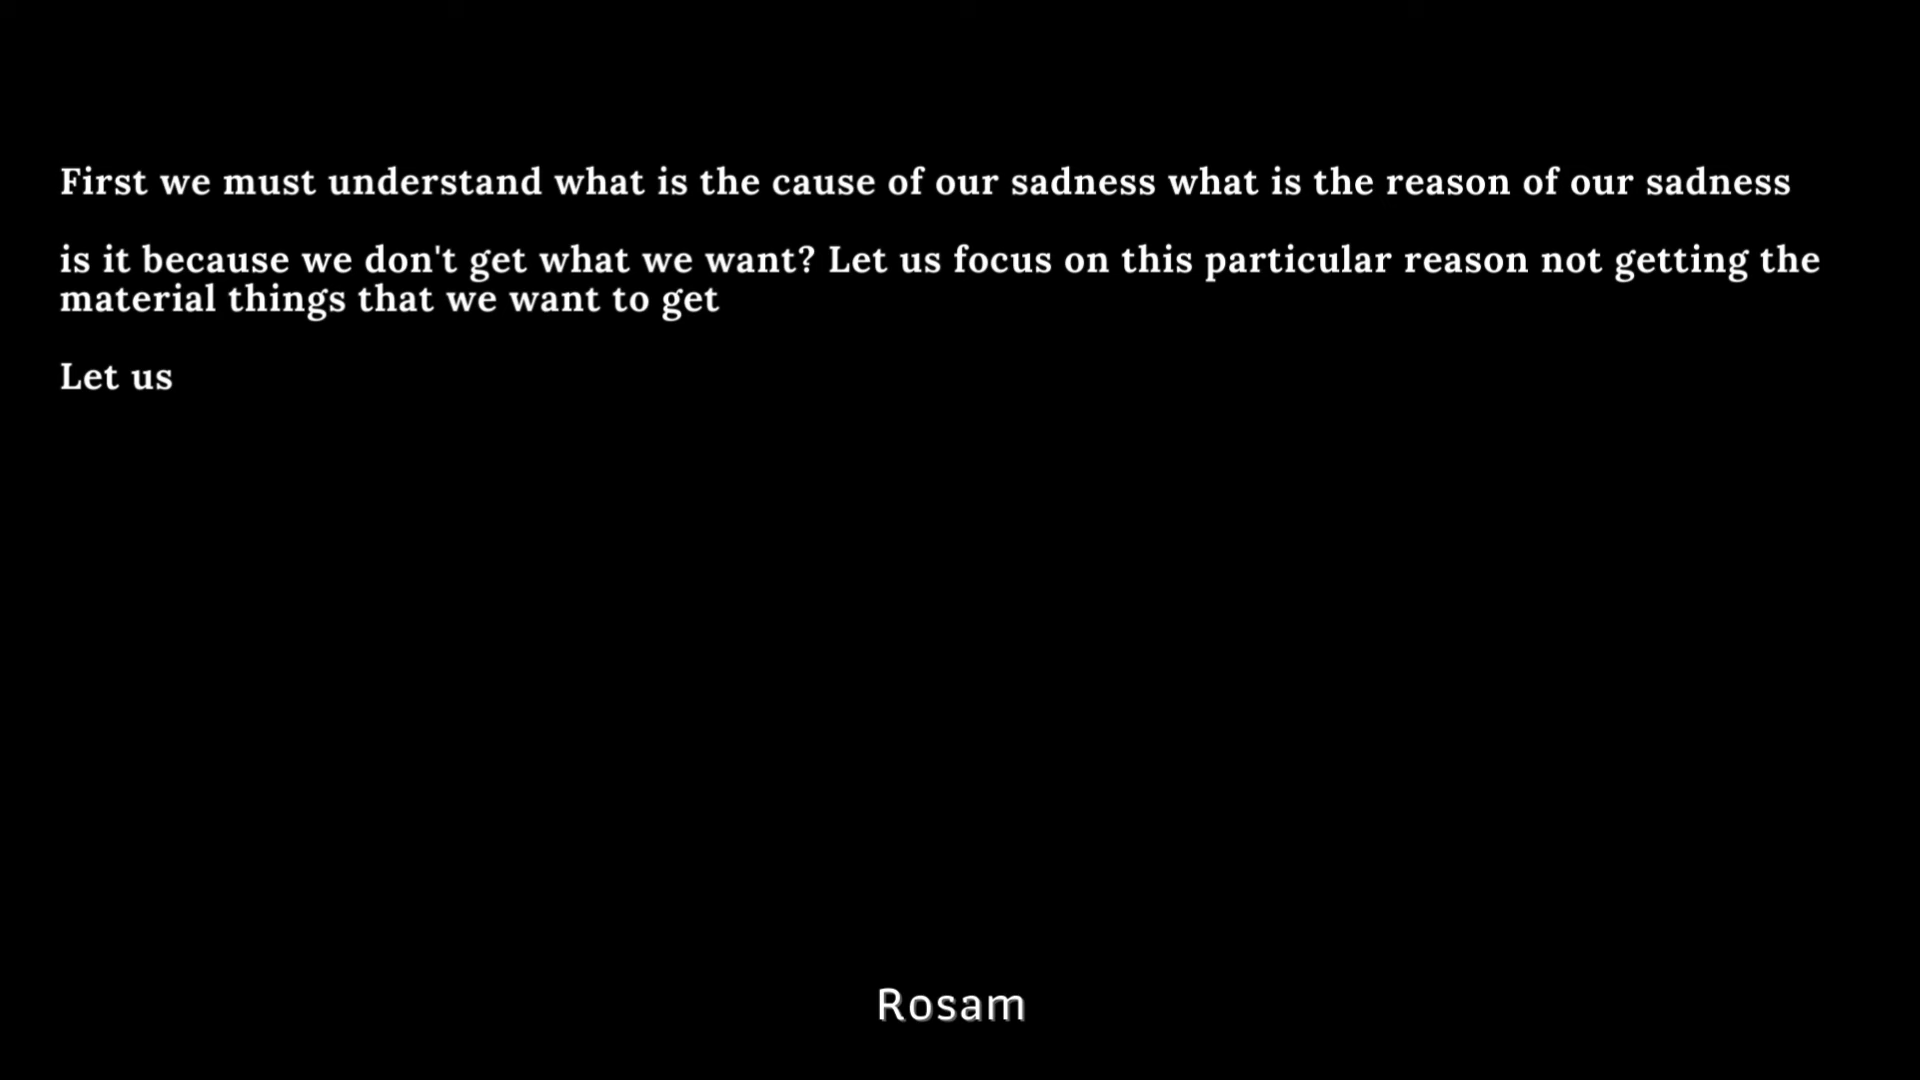 First we must understand what is the cause of our sadness what is the reason of our sadness
is it because we don't get what we want? Let us focus on this particular reason not getting the
material things that we want to get
Let us
Rosam